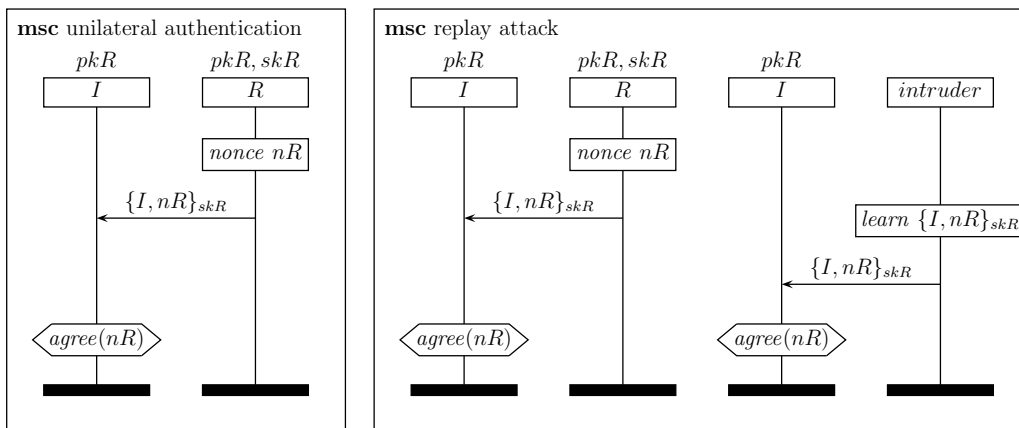 msc unilateral authentication
pkR
pkR, skR
I
R
nonce nR
{I, nR}skR
agree(nR)
msc replay attack
pkR
pkR, skR
pkR
I
R
I
intruder
nonce nR
{I, nR}skR
learn {I, nR}skR
{I, nR}skR
agree(nR)
agree(nR)